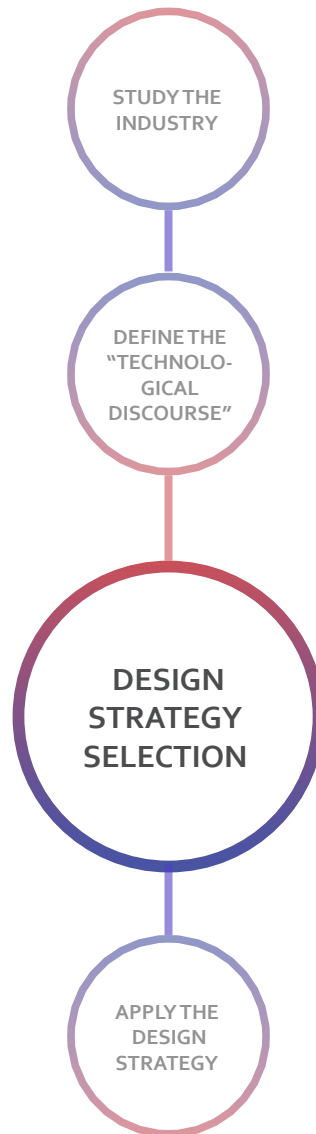 STUDY THE
INDUSTRY
DEFINE THE
“TECHNOLO-
GICAL
DISCOURSE”
DESIGN
STRATEGY
SELECTION
APPLY THE
DESIGN
STRATEGY